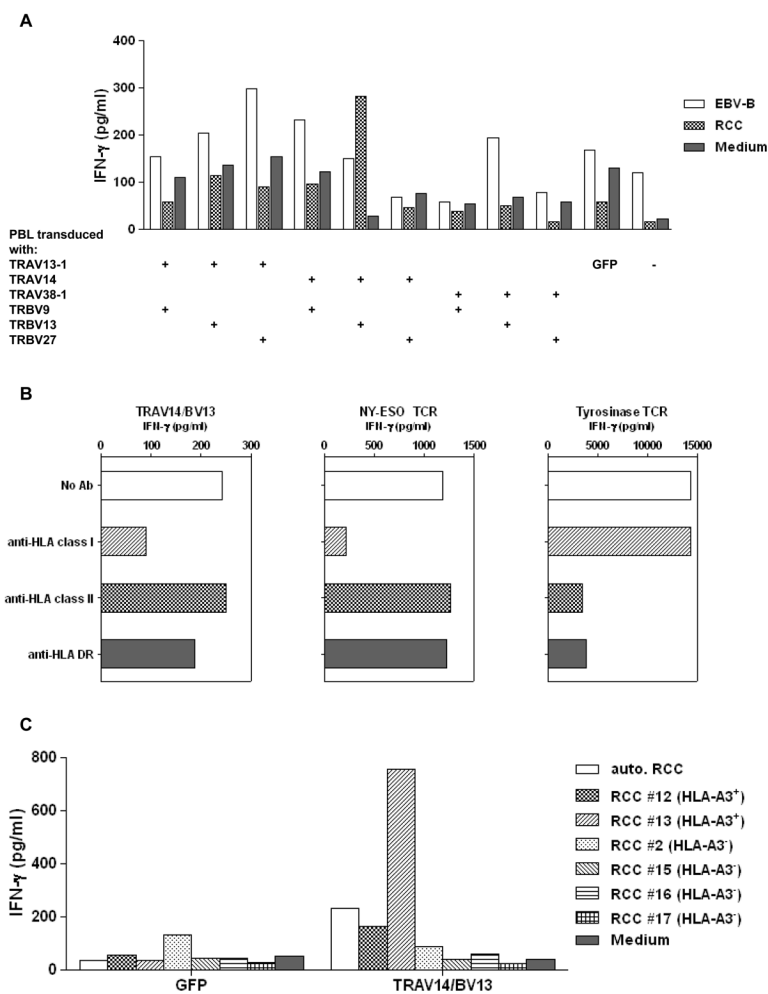 A
400
300
200
100
0
IFN-γ (pg/ml)
EBV-B
RCC
Medium
PBL transduced
with:
TRAV13-1 + + + GFP -
TRAV14 + + +
TRAV38-1 + + +
TRBV9 + + +
TRBV13 + + +
TRBV27 + + +
B
TRAV14/BV13
IFN-γ (pg/ml)
0 100 200 300
NY-ESO TCR
IFN-γ (pg/ml)
0 500 1000 1500
Tyrosinase TCR
IFN-γ (pg/ml)
0 5000 10000 15000
No Ab
anti-HLA class I
anti-HLA class II
anti-HLA DR
C
800
600
400
200
0
IFN-γ (pg/ml)
GFP
TRAV14/BV13
auto. RCC
RCC #12 (HLA-A3⁺)
RCC #13 (HLA-A3⁺)
RCC #2 (HLA-A3⁻)
RCC #15 (HLA-A3⁻)
RCC #16 (HLA-A3⁻)
RCC #17 (HLA-A3⁻)
Medium